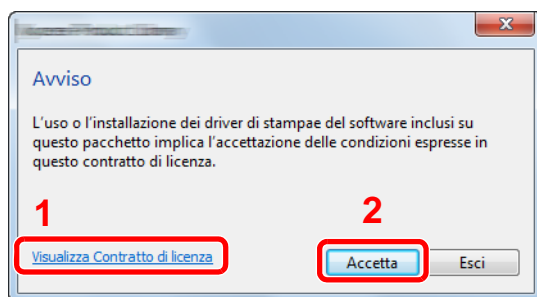 Avviso
L'uso o l'installazione dei driver di stampae del software inclusi su
questo pacchetto implica l'accettazione delle condizioni espresse in
questo contratto di licenza.
1
2
Visualizza Contratto di licenza
Accetta
Esci